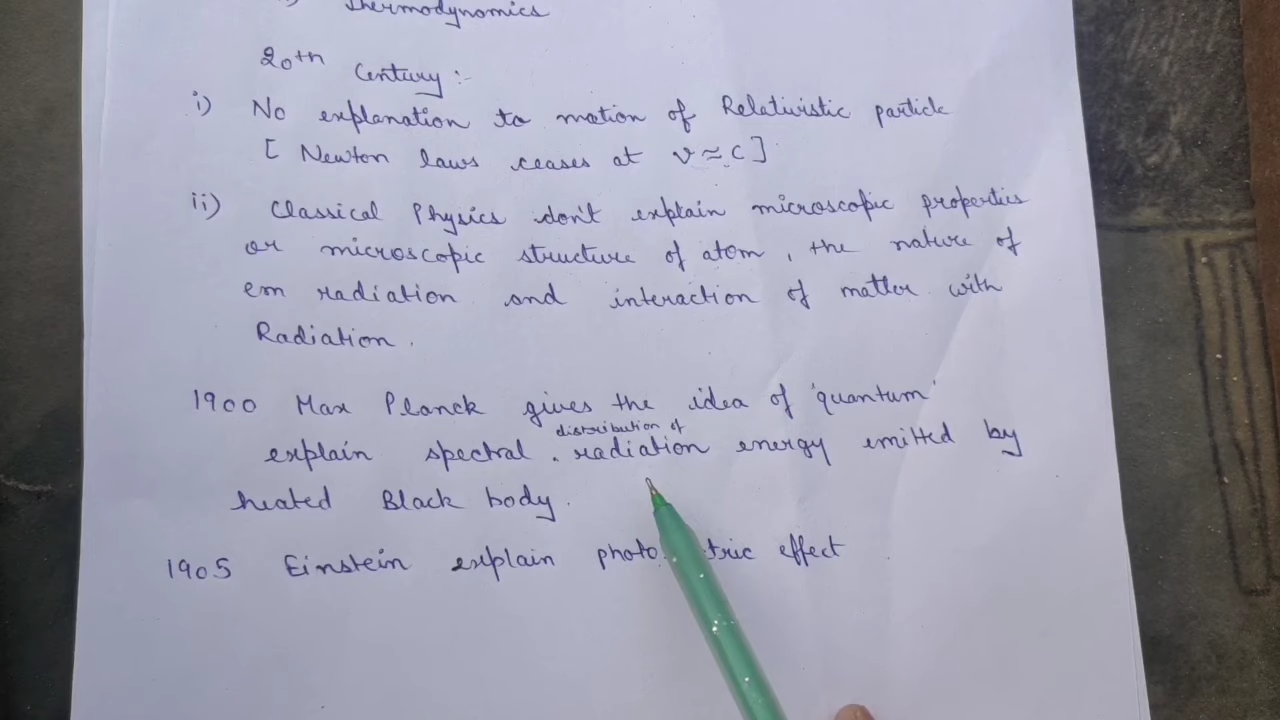 Thermodynamics
20th Century :-
i) No explanation to motion of Relativistic particle
[ Newton laws ceases at v ≈ c ]
ii) Classical Physics don't explain microscopic properties
or microscopic structure of atom, the nature of
em radiation and interaction of matter with
Radiation.
1900 Max Planck gives the idea of 'quantum'
explain spectral distribution of radiation energy emitted by
heated Black body.
1905 Einstein explain photo tric effect